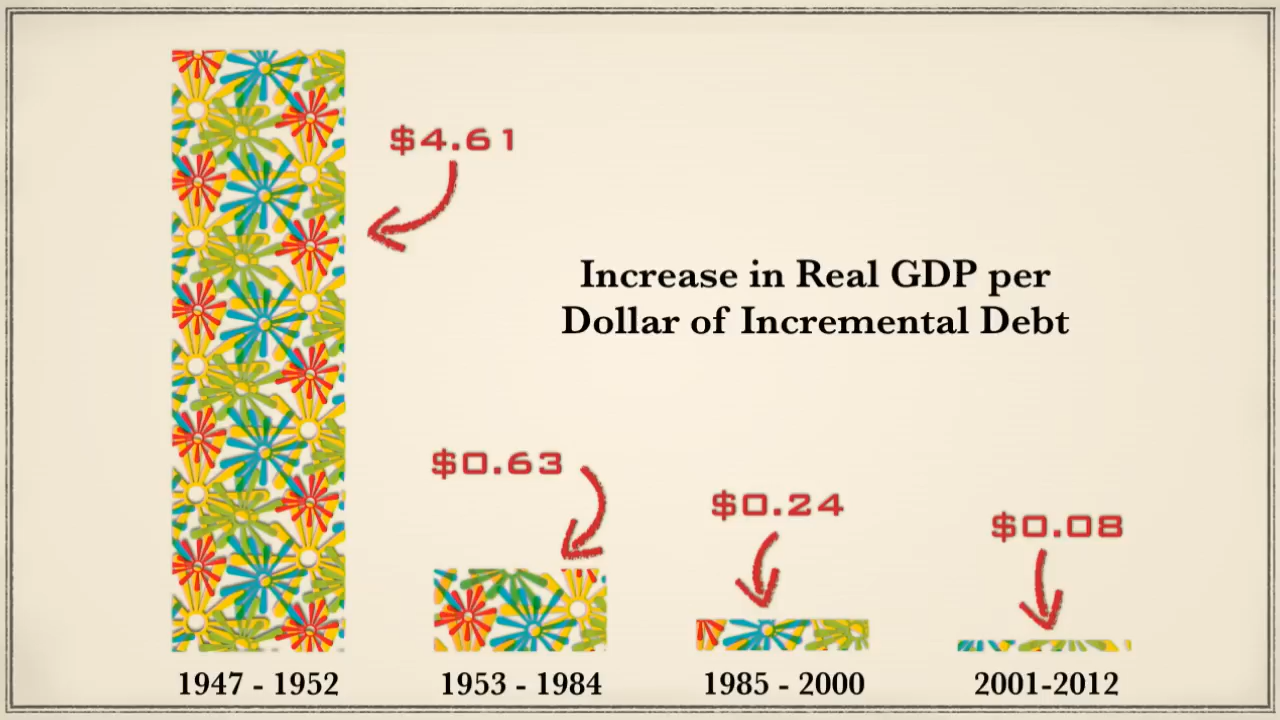 $4.61
Increase in Real GDP per
Dollar of Incremental Debt
$0.63
$0.24
$0.08
1947 - 1952
1953 - 1984
1985 - 2000
2001-2012